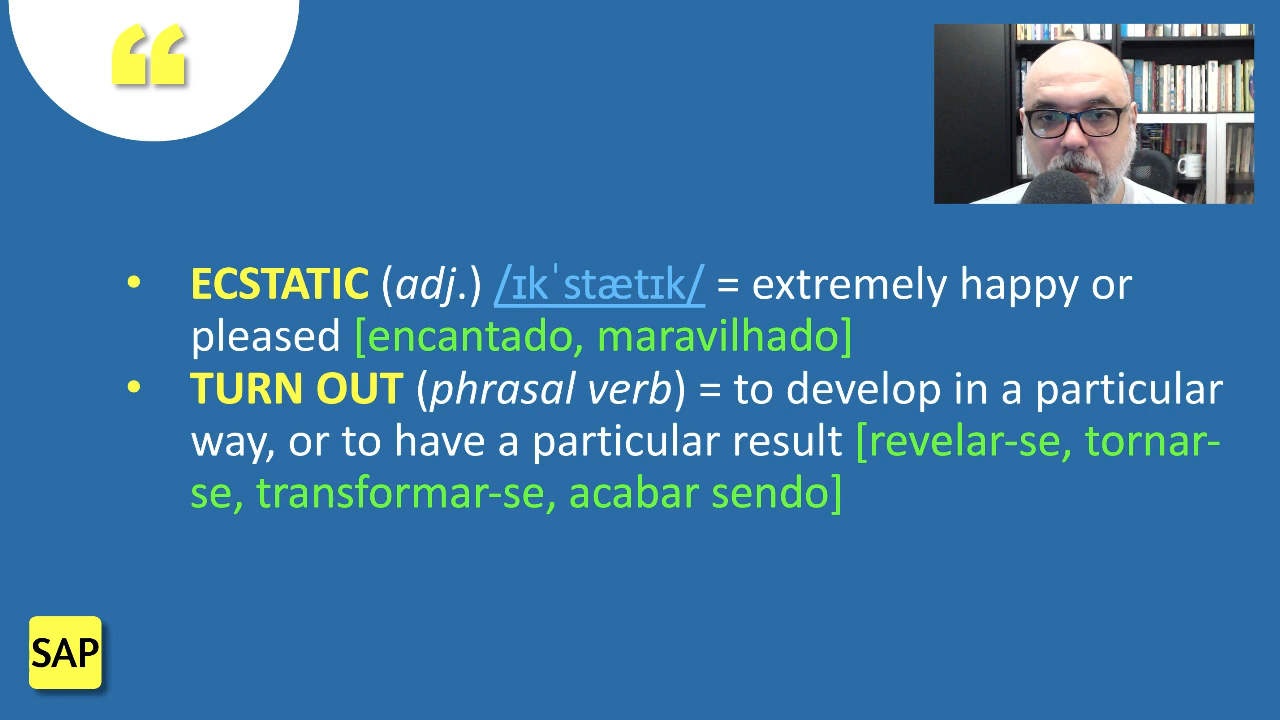 “
• ECSTATIC (adj.) /ɪkˈstætɪk/ = extremely happy or
pleased [encantado, maravilhado]
• TURN OUT (phrasal verb) = to develop in a particular
way, or to have a particular result [revelar-se, tornar-
se, transformar-se, acabar sendo]
SAP